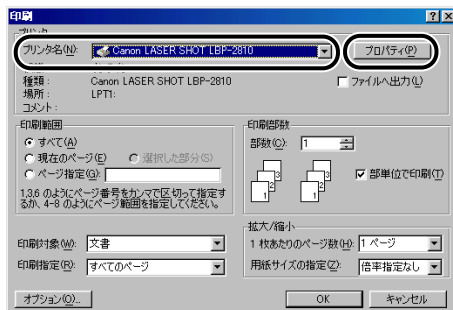 印刷
プリンタ
プリンタ名(N): Canon LASER SHOT LBP-2810 プロパティ(P)
種類: Canon LASER SHOT LBP-2810 ファイルへ出力(L)
場所: LPT1:
コメント:
印刷範囲
すべて(A)
現在のページ(E) 選択した部分(S)
ページ指定(G):
1,3,6 のようにページ番号をカンマで区切って指定す
るか、4-8 のようにページ範囲を指定してください。
印刷部数
部数(C): 1
部単位で印刷(T)
印刷対象(W): 文書
印刷指定(R): すべてのページ
拡大/縮小
1 枚あたりのページ数(H): 1 ページ
用紙サイズの指定(Z): 倍率指定なし
オプション(O)... OK キャンセル